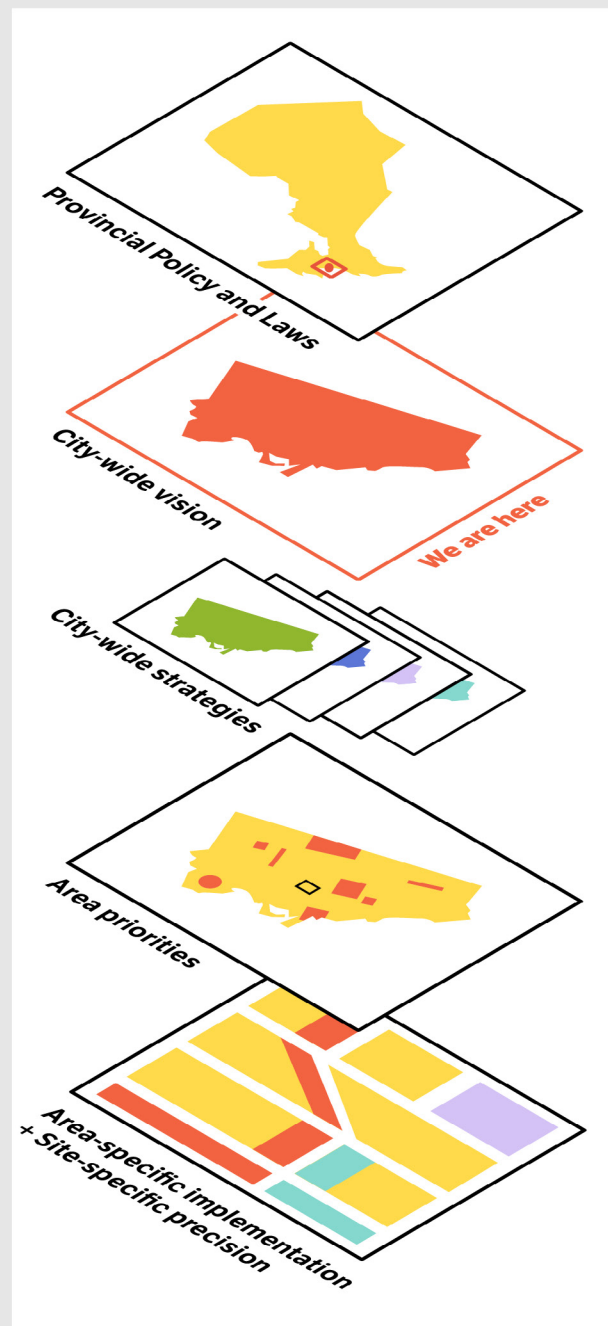 Provincial Policy and Laws
City-wide vision
We are here
City-wide strategies
Area priorities
Area-specific implementation
+ Site-specific precision